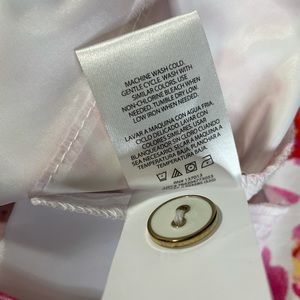 MACHINE WASH COLD.
GENTLE CYCLE. WASH WITH
SIMILAR COLORS. USE
NON-CHLORINE BLEACH WHEN
NEEDED. TUMBLE DRY LOW.
LOW IRON WHEN NEEDED.
LAVAR A MAQUINA CON AGUA FRIA.
CICLO DELICADO. LAVAR CON
COLORES SIMILARES. USAR
BLANQUEADOR SIN CLORO CUANDO
SEA NECESARIO. SECAR A MAQUINA A
TEMPERATURA BAJA. PLANCHAR A
TEMPERATURA BAJA
RN# 137013